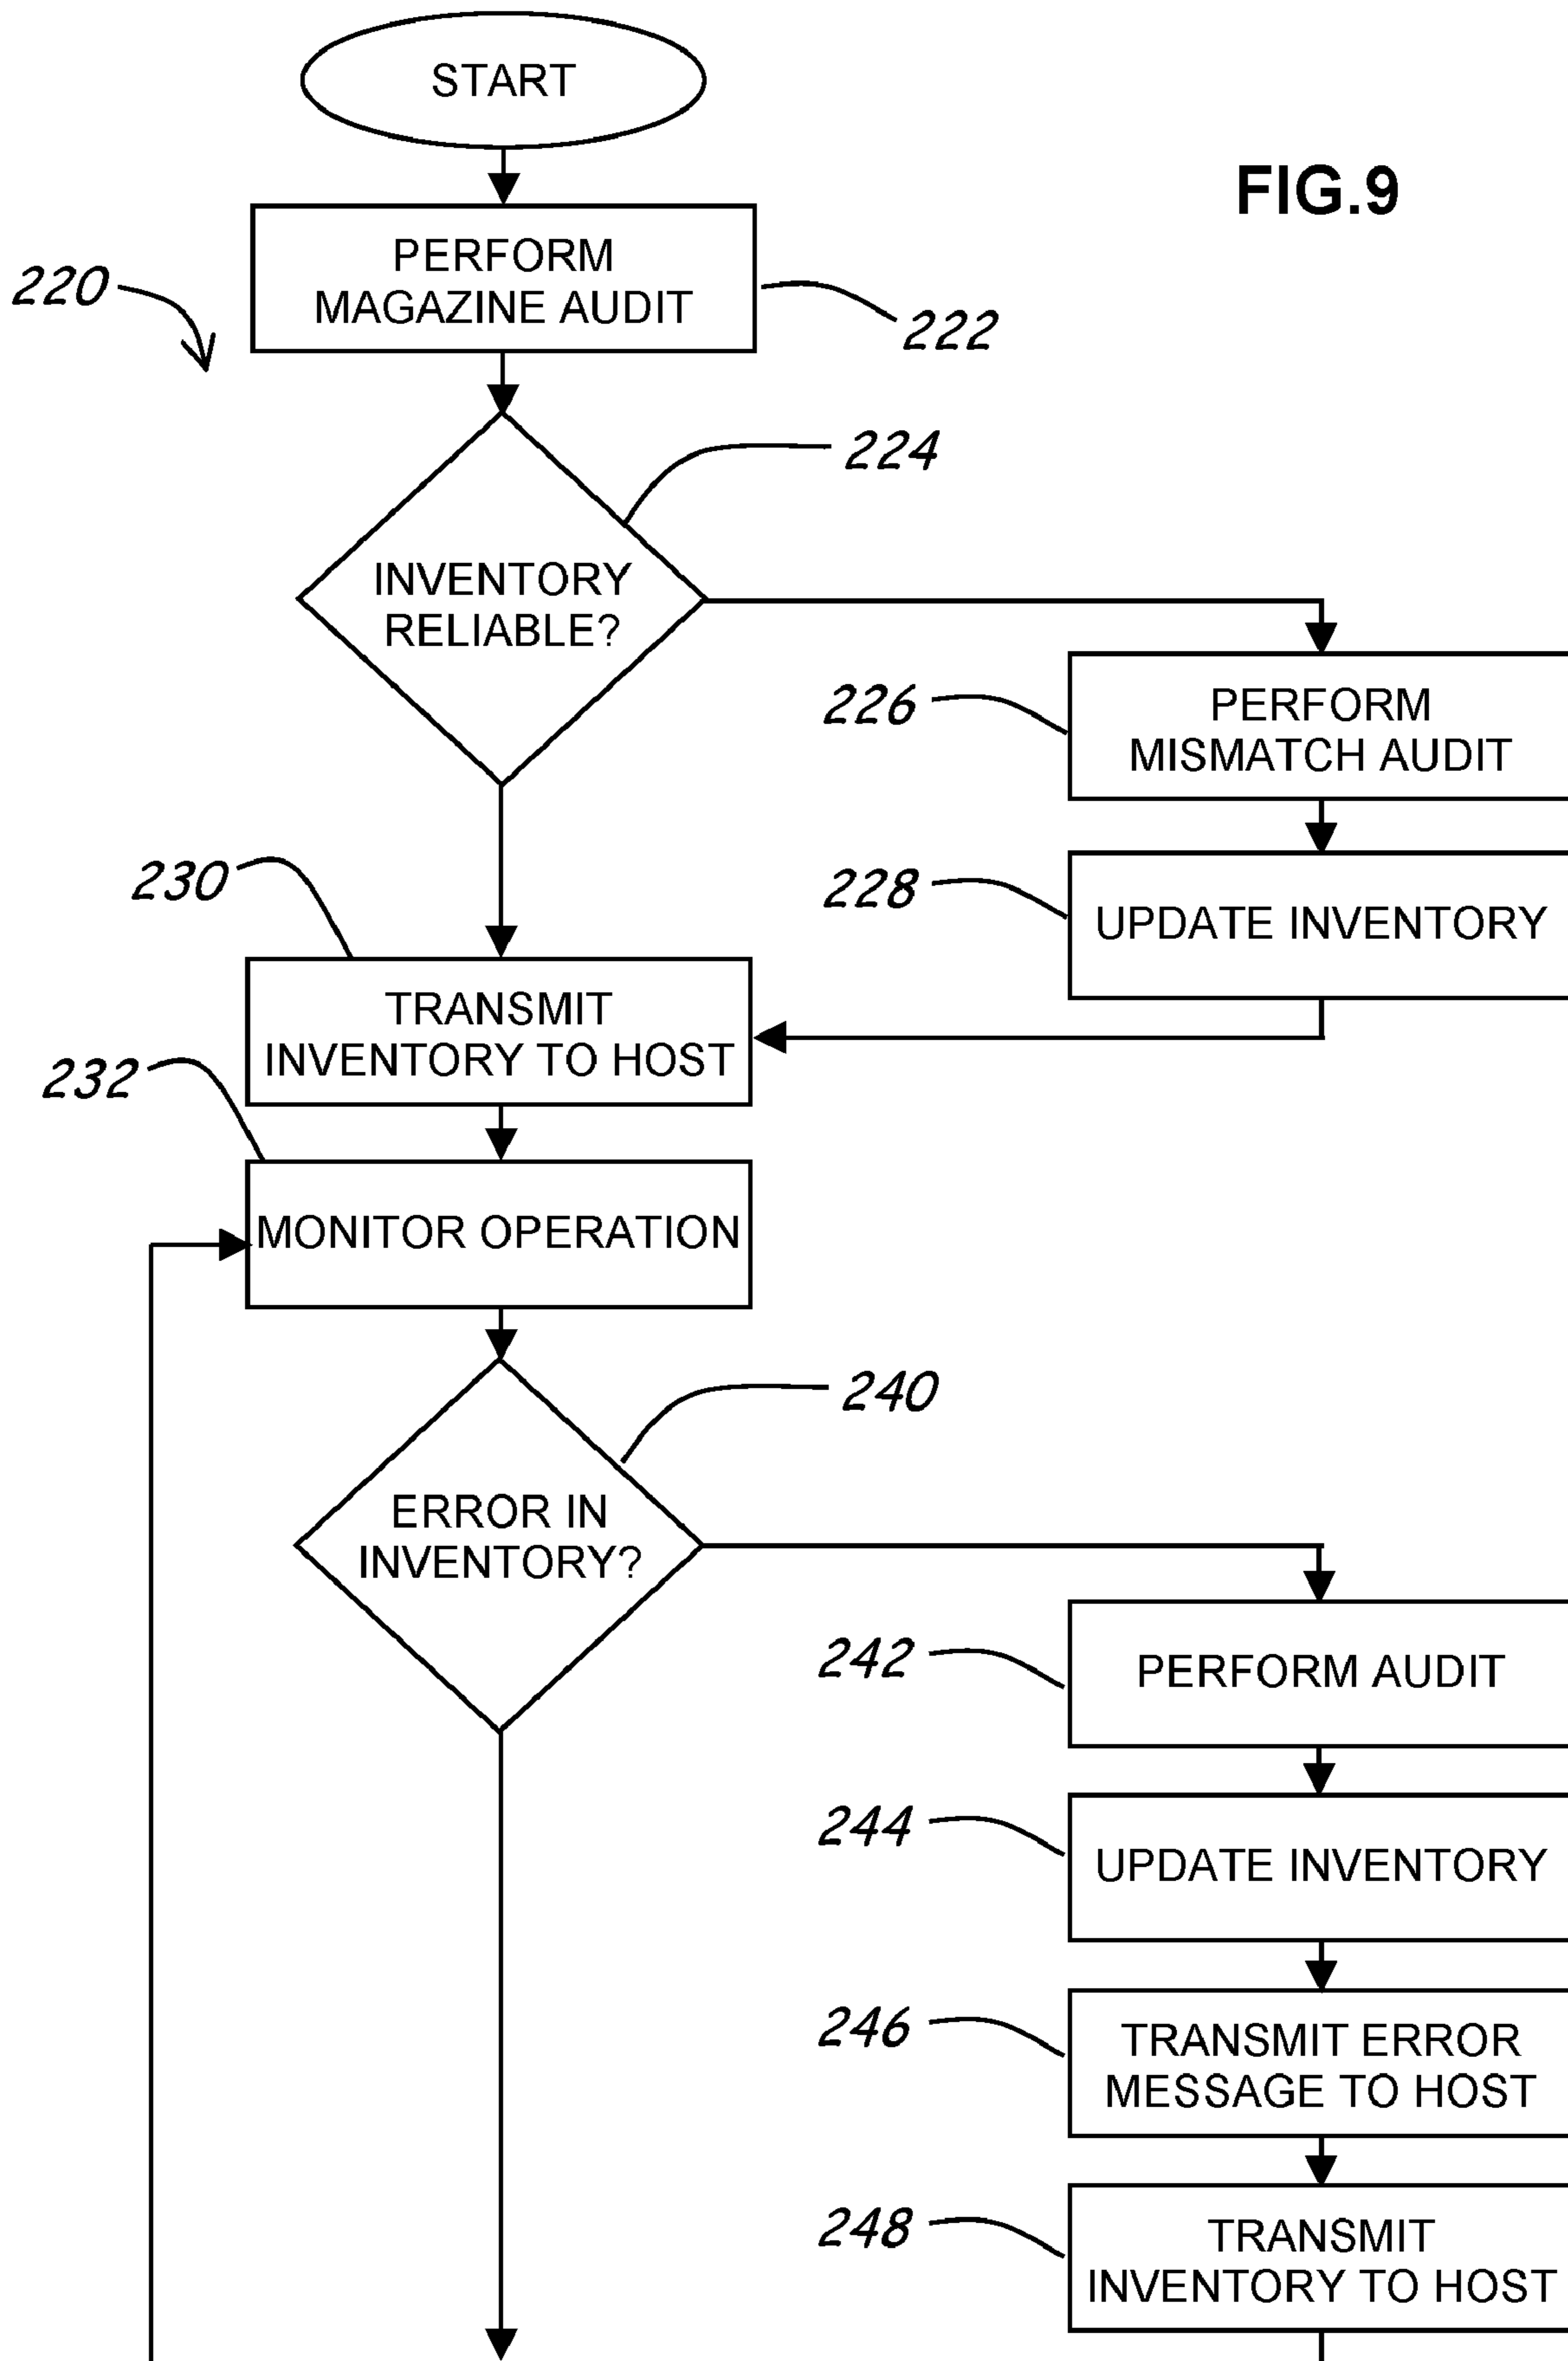 START
FIG.9
PERFORM
MAGAZINE AUDIT
220
222
224
INVENTORY
RELIABLE?
226
PERFORM
MISMATCH AUDIT
228
UPDATE INVENTORY
230
TRANSMIT
INVENTORY TO HOST
232
MONITOR OPERATION
240
ERROR IN
INVENTORY?
242
PERFORM AUDIT
244
UPDATE INVENTORY
246
TRANSMIT ERROR
MESSAGE TO HOST
248
TRANSMIT
INVENTORY TO HOST